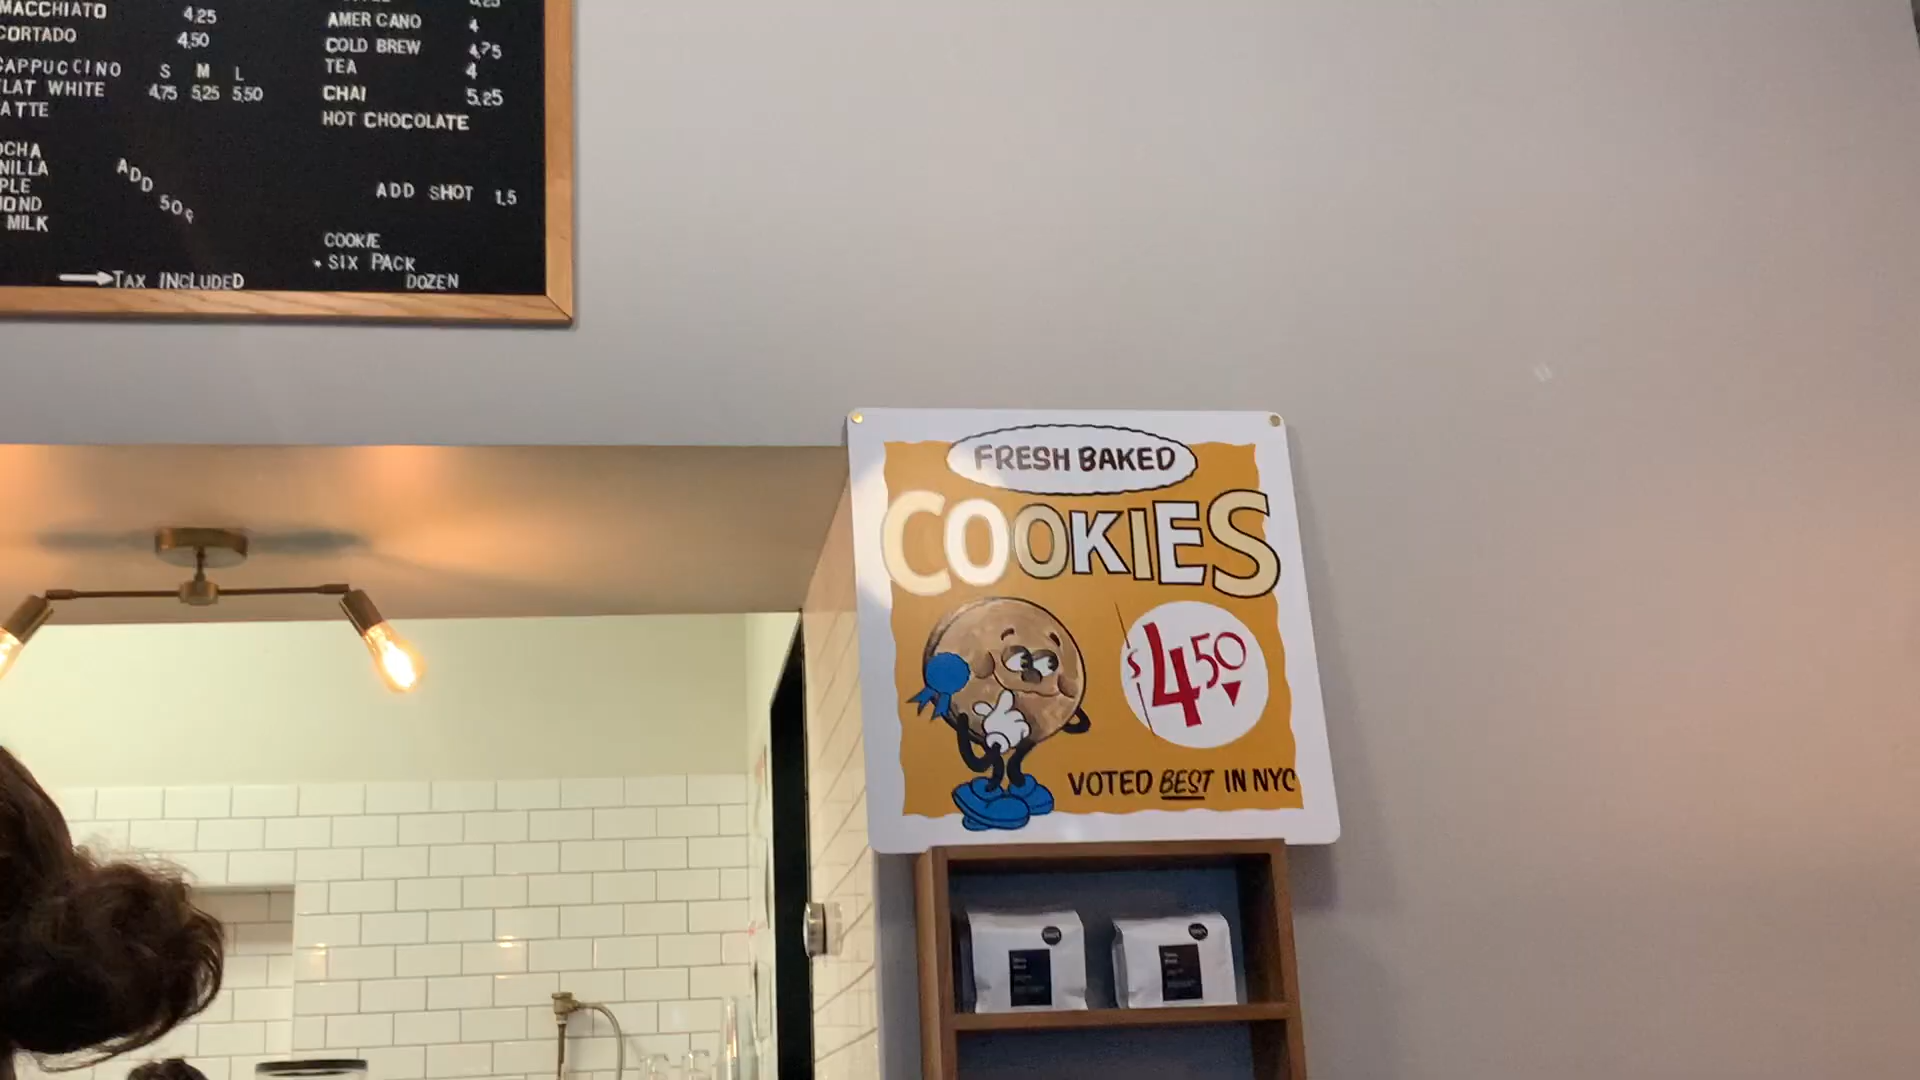 MACCHIATO 4.25
CORTADO 4.50
CAPPUCCINO S M L
LAT WHITE 4.75 5.25 5.50
ATTE
OCHA
NILLA
PLE
OND
MILK
ADD 50¢
TAX INCLUDED
AMER CANO 4
COLD BREW 4.75
TEA 4
CHAI 5.25
HOT CHOCOLATE
ADD SHOT 1.5
COOKIE
SIX PACK
DOZEN
FRESH BAKED
COOKIES
$4.50
VOTED BEST IN NYC